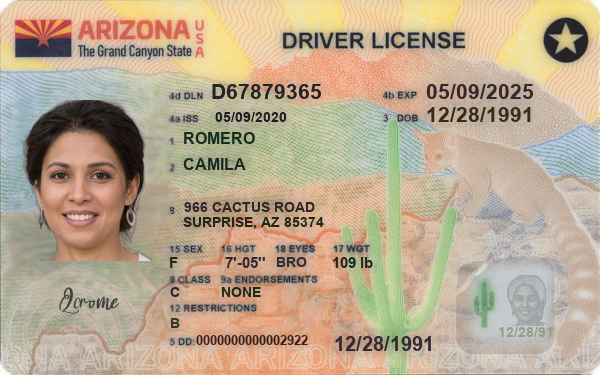 ARIZONA USA
The Grand Canyon State
DRIVER LICENSE
4d DLN D67879365
4b EXP 05/09/2025
4a ISS 05/09/2020
3 DOB 12/28/1991
1 ROMERO
2 CAMILA
8 966 CACTUS ROAD
SURPRISE, AZ 85374
15 SEX 16 HGT 18 EYES 17 WGT
F 7'-05" BRO 109 lb
9 CLASS 9a ENDORSEMENTS
C NONE
12 RESTRICTIONS
B
Romero
5 DD: 0000000000002922
12/28/1991
12/28/91
ARIZONA ARIZONA ARIZONA ARIZONA